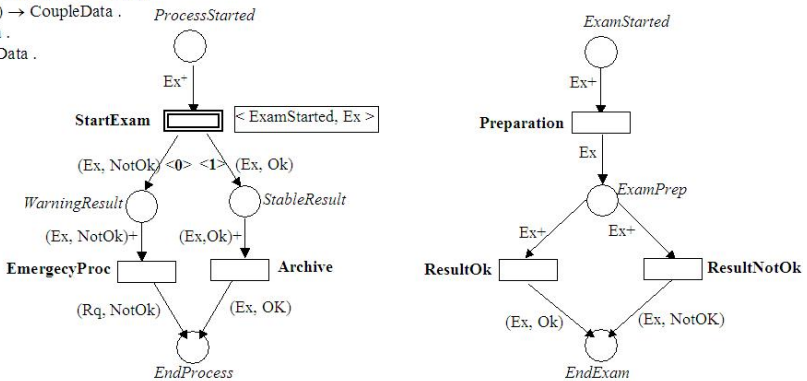 ) → CoupleData .
.
Data .
ProcessStarted
Ex+
StartExam
< ExamStarted, Ex >
(Ex, NotOk) <0> <1> (Ex, Ok)
WarningResult
StableResult
(Ex, NotOk)+
(Ex,Ok)+
EmergecyProc
Archive
(Rq, NotOk)
(Ex, OK)
EndProcess
ExamStarted
Ex+
Preparation
Ex
ExamPrep
Ex+
Ex+
ResultOk
ResultNotOk
(Ex, Ok)
(Ex, NotOK)
EndExam